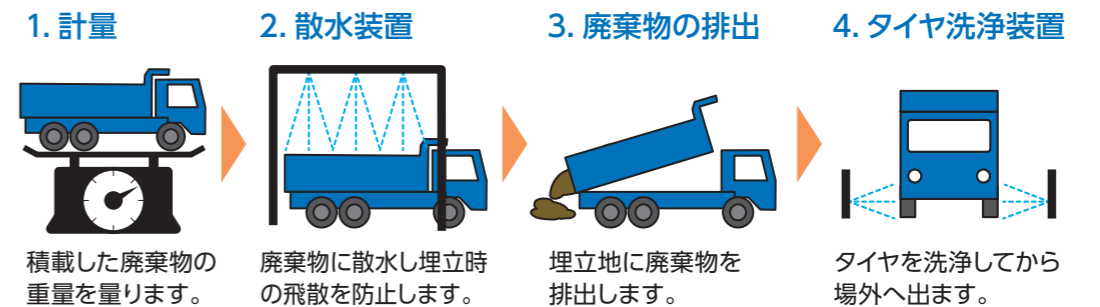 1. 計量
2. 散水装置
3. 廃棄物の排出
4. タイヤ洗浄装置
積載した廃棄物の
重量を量ります。
廃棄物に散水し埋立時
の飛散を防止します。
埋立地に廃棄物を
排出します。
タイヤを洗浄してから
場外へ出ます。